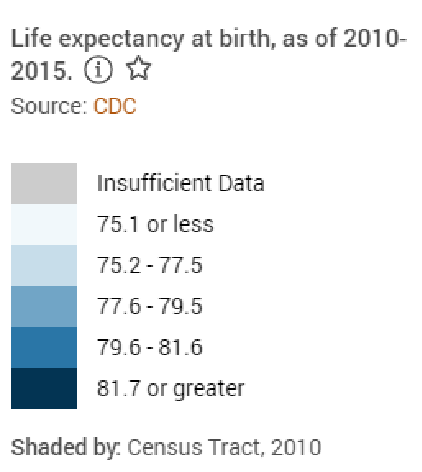 Life expectancy at birth, as of 2010-
2015.
Source: CDC
Insufficient Data
75.1 or less
75.2 - 77.5
77.6 - 79.5
79.6 - 81.6
81.7 or greater
Shaded by: Census Tract, 2010